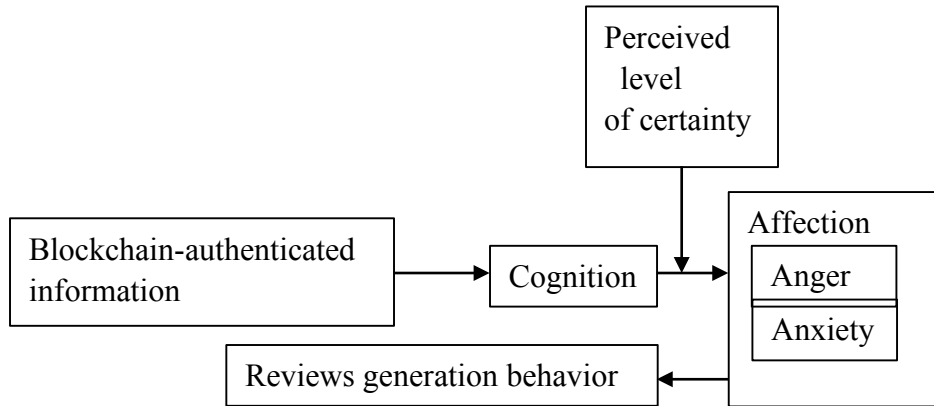 Perceived
level
of certainty
Blockchain-authenticated
information
Cognition
Affection
Anger
Anxiety
Reviews generation behavior